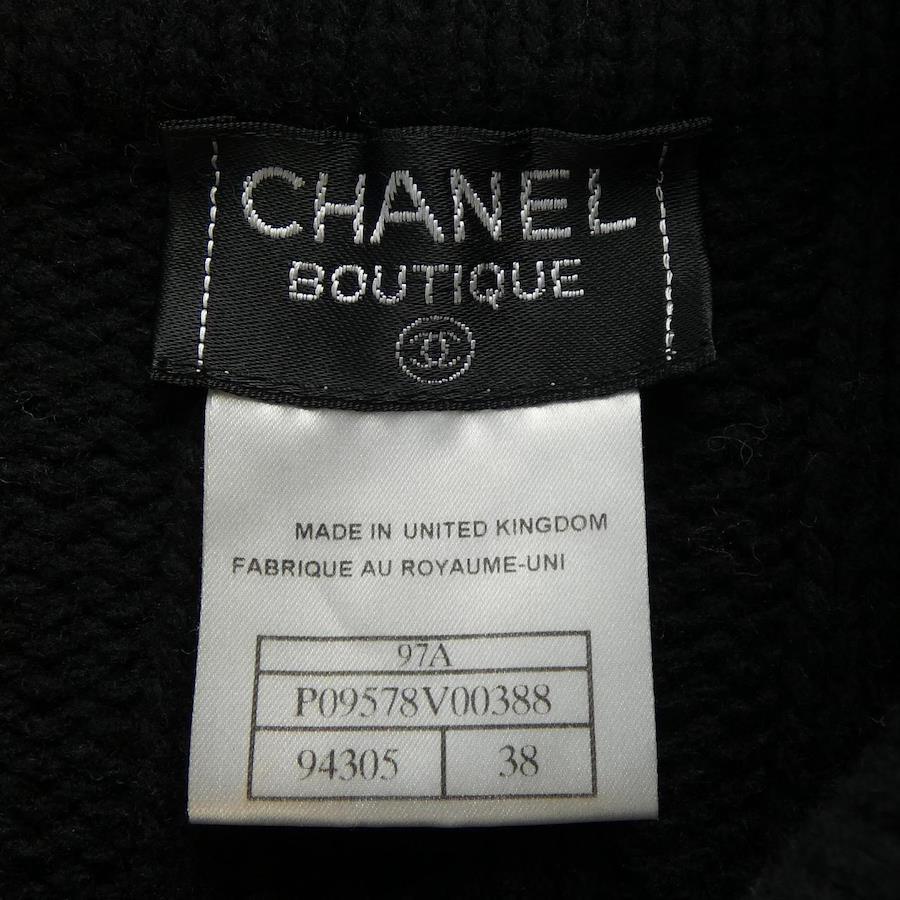 CHANEL
BOUTIQUE
MADE IN UNITED KINGDOM
FABRIQUE AU ROYAUME-UNI
97A
P09578V00388
94305 38